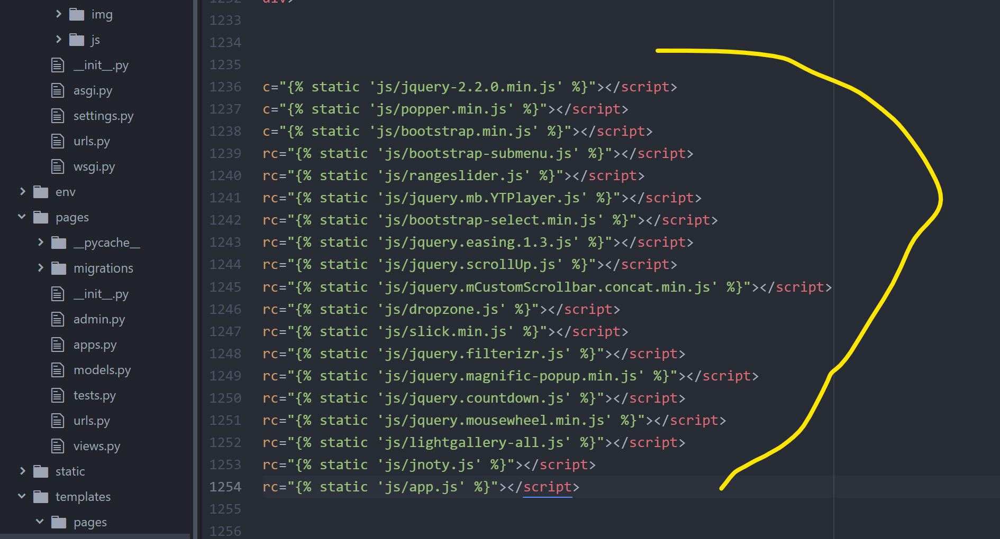 img
js
__init__.py
asgi.py
settings.py
urls.py
wsgi.py
env
pages
__pycache__
migrations
__init__.py
admin.py
apps.py
models.py
tests.py
urls.py
views.py
static
templates
pages
1232 div>
1233
1234
1235
1236 c="{% static 'js/jquery-2.2.0.min.js' %}"></script>
1237 c="{% static 'js/popper.min.js' %}"></script>
1238 c="{% static 'js/bootstrap.min.js' %}"></script>
1239 rc="{% static 'js/bootstrap-submenu.js' %}"></script>
1240 rc="{% static 'js/rangeslider.js' %}"></script>
1241 rc="{% static 'js/jquery.mb.YTPlayer.js' %}"></script>
1242 rc="{% static 'js/bootstrap-select.min.js' %}"></script>
1243 rc="{% static 'js/jquery.easing.1.3.js' %}"></script>
1244 rc="{% static 'js/jquery.scrollUp.js' %}"></script>
1245 rc="{% static 'js/jquery.mCustomScrollbar.concat.min.js' %}"></script>
1246 rc="{% static 'js/dropzone.js' %}"></script>
1247 rc="{% static 'js/slick.min.js' %}"></script>
1248 rc="{% static 'js/jquery.filterizr.js' %}"></script>
1249 rc="{% static 'js/jquery.magnific-popup.min.js' %}"></script>
1250 rc="{% static 'js/jquery.countdown.js' %}"></script>
1251 rc="{% static 'js/jquery.mousewheel.min.js' %}"></script>
1252 rc="{% static 'js/lightgallery-all.js' %}"></script>
1253 rc="{% static 'js/jnoty.js' %}"></script>
1254 rc="{% static 'js/app.js' %}"></script>
1255
1256